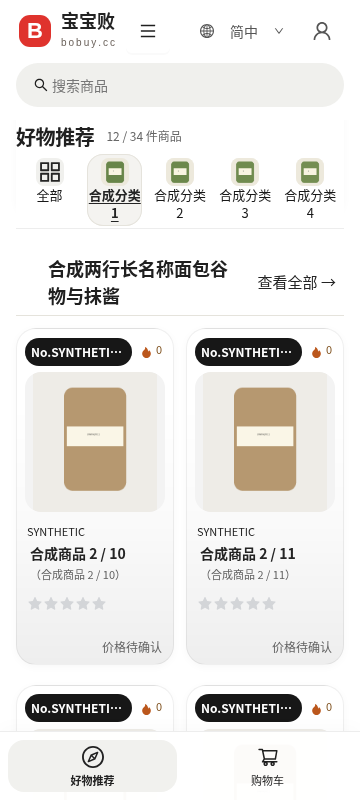 B 宝宝败
bobuy.cc
简中
搜索商品
好物推荐 12 / 34 件商品
全部 合成分类 合成分类 合成分类 合成分类
1 2 3 4
合成两行长名称面包谷
物与抹酱
查看全部 →
No.SYNTHETI··· 0 No.SYNTHETI··· 0
SYNTHETIC SYNTHETIC
合成商品 2 / 10 合成商品 2 / 11
（合成商品 2 / 10） （合成商品 2 / 11）
价格待确认 价格待确认
No.SYNTHETI··· 0 No.SYNTHETI··· 0
好物推荐 购物车